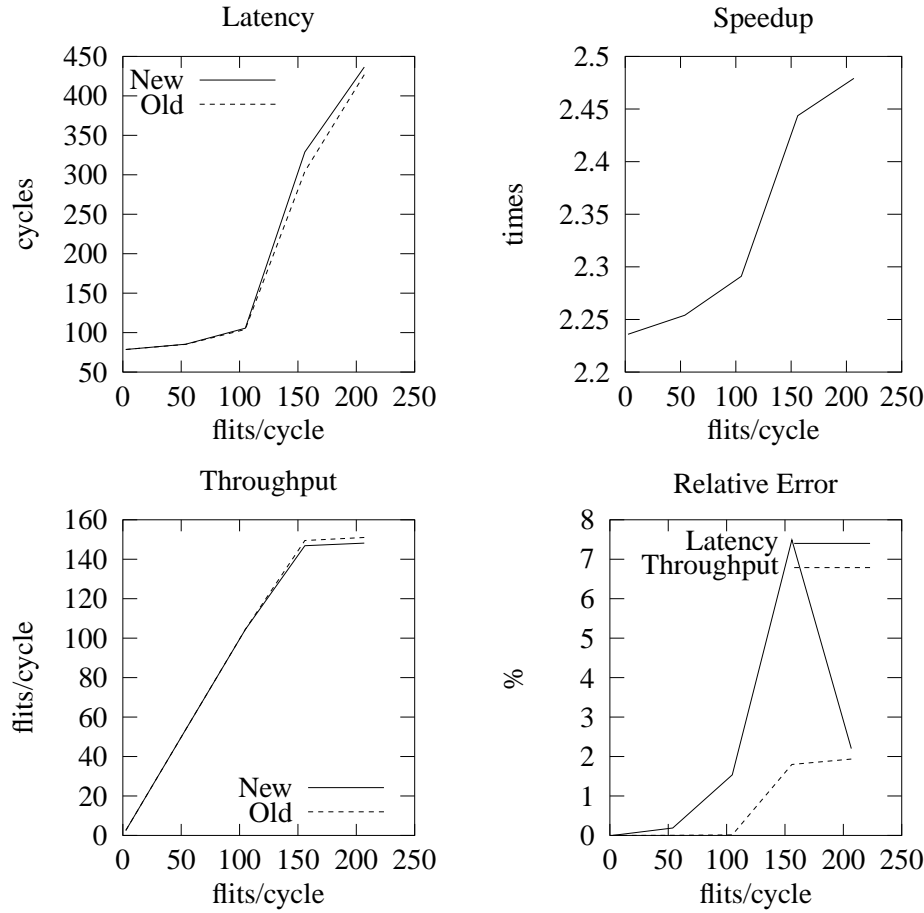 Latency
450
400
350
300
250
200
150
100
50
0 50 100 150 200 250
cycles
flits/cycle
New
Old
Speedup
2.5
2.45
2.4
2.35
2.3
2.25
2.2
0 50 100 150 200 250
times
flits/cycle
Throughput
160
140
120
100
80
60
40
20
0
0 50 100 150 200 250
flits/cycle
flits/cycle
New
Old
Relative Error
8
7
6
5
4
3
2
1
0
0 50 100 150 200 250
%
flits/cycle
Latency
Throughput